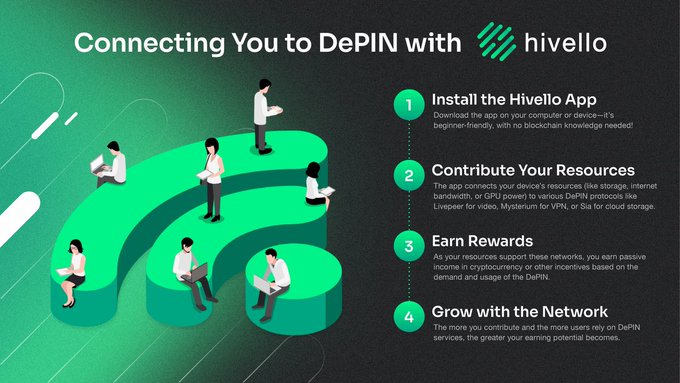 Connecting You to DePIN with hivello
1 Install the Hivello App
Download the app on your computer or device—it's
beginner-friendly, with no blockchain knowledge needed!
2 Contribute Your Resources
The app connects your device's resources (like storage, internet
bandwidth, or GPU power) to various DePIN protocols like
Livepeer for video, Mysterium for VPN, or Sia for cloud storage.
3 Earn Rewards
As your resources support these networks, you earn passive
income in cryptocurrency or other incentives based on the
demand and usage of the DePIN.
4 Grow with the Network
The more you contribute and the more users rely on DePIN
services, the greater your earning potential becomes.